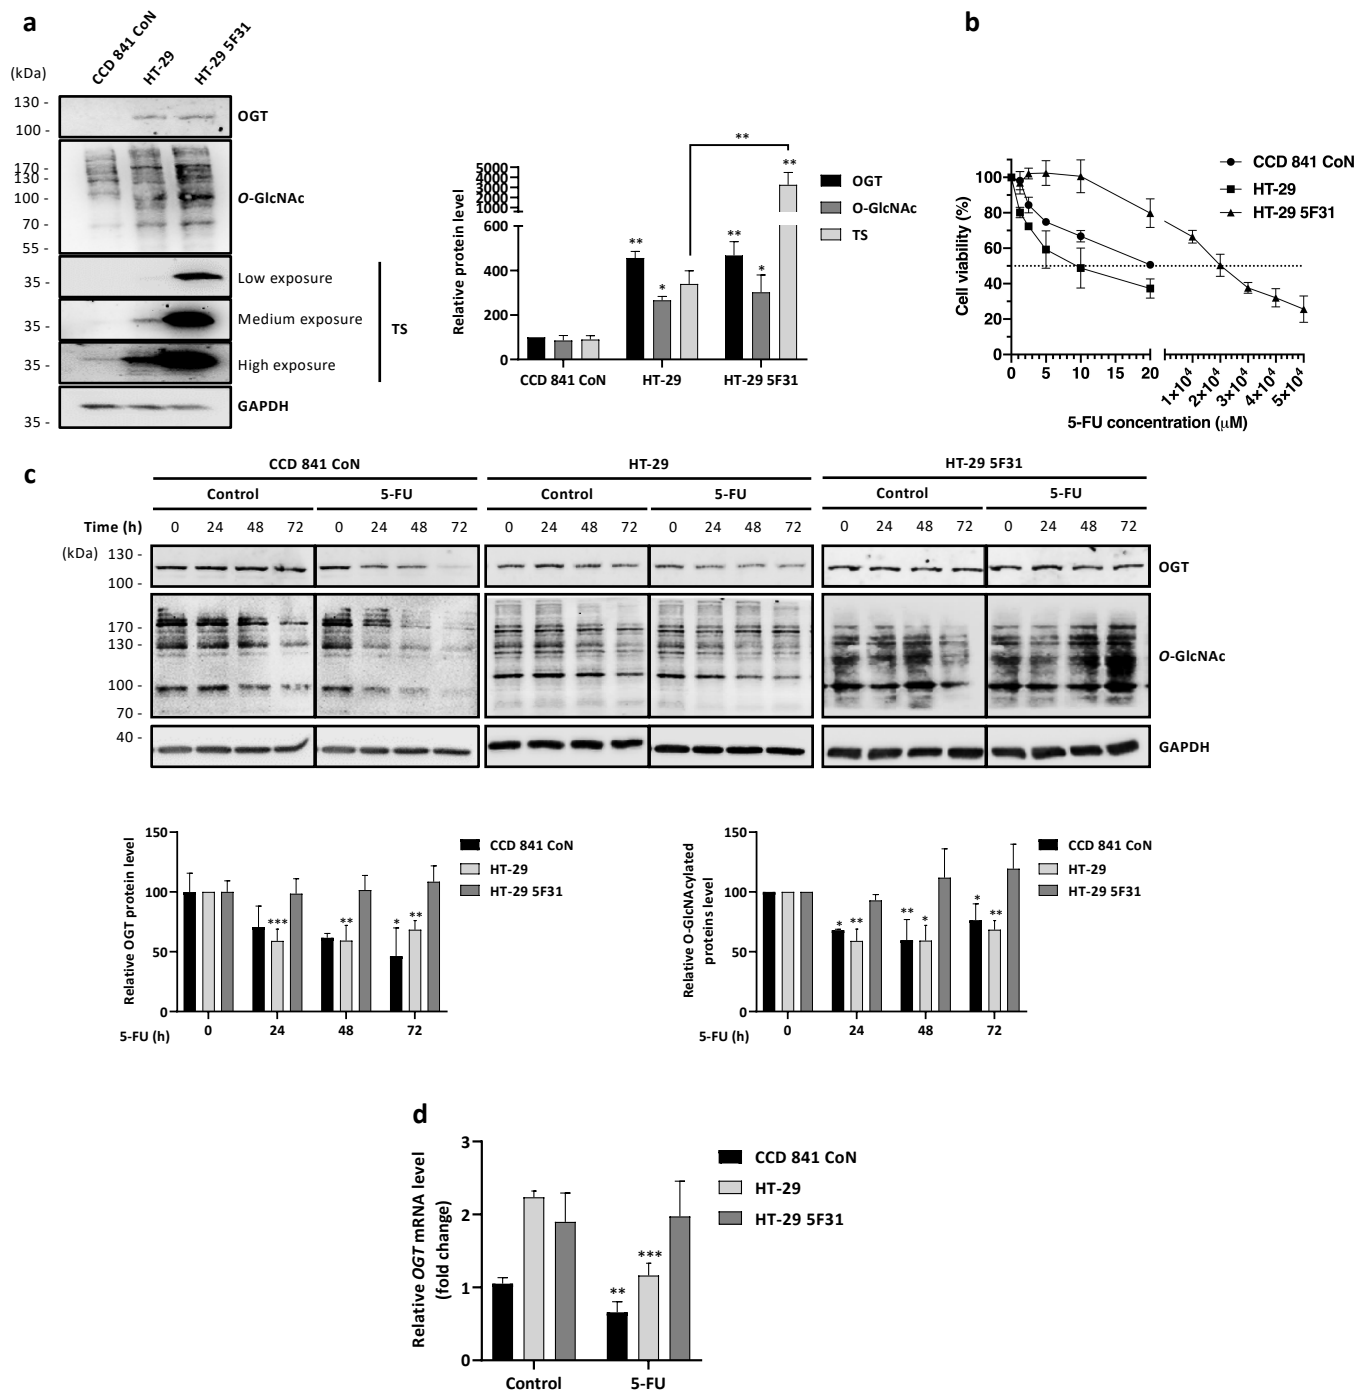 a
CCD 841 CoN
HT-29
HT-29 5F31
(kDa)
130 -
100 -
OGT
170 -
130 -
100 -
70 -
55 -
O-GlcNAc
35 -
Low exposure
35 -
Medium exposure
TS
35 -
High exposure
35 -
GAPDH
Relative protein level
5000
4000
3000
2000
1000
600
400
200
0
**
**
*
**
*
**
OGT
O-GlcNAc
TS
CCD 841 CoN
HT-29
HT-29 5F31
b
Cell viability (%)
100
80
60
40
20
0
0
5
10
15
20
1×10⁴
2×10⁴
3×10⁴
4×10⁴
5×10⁴
5-FU concentration (μM)
CCD 841 CoN
HT-29
HT-29 5F31
c
CCD 841 CoN
HT-29
HT-29 5F31
Control
5-FU
Control
5-FU
Control
5-FU
Time (h)
0 24 48 72
0 24 48 72
0 24 48 72
0 24 48 72
0 24 48 72
0 24 48 72
(kDa)
130 -
100 -
OGT
170 -
130 -
100 -
70 -
O-GlcNAc
40 -
GAPDH
Relative OGT protein level
150
100
50
0
***
**
*
**
0 24 48 72
5-FU (h)
CCD 841 CoN
HT-29
HT-29 5F31
Relative O-GlcNAcylated
proteins level
150
100
50
0
*
**
**
*
*
**
0 24 48 72
5-FU (h)
CCD 841 CoN
HT-29
HT-29 5F31
d
Relative OGT mRNA level
(fold change)
3
2
1
0
**
***
Control
5-FU
CCD 841 CoN
HT-29
HT-29 5F31